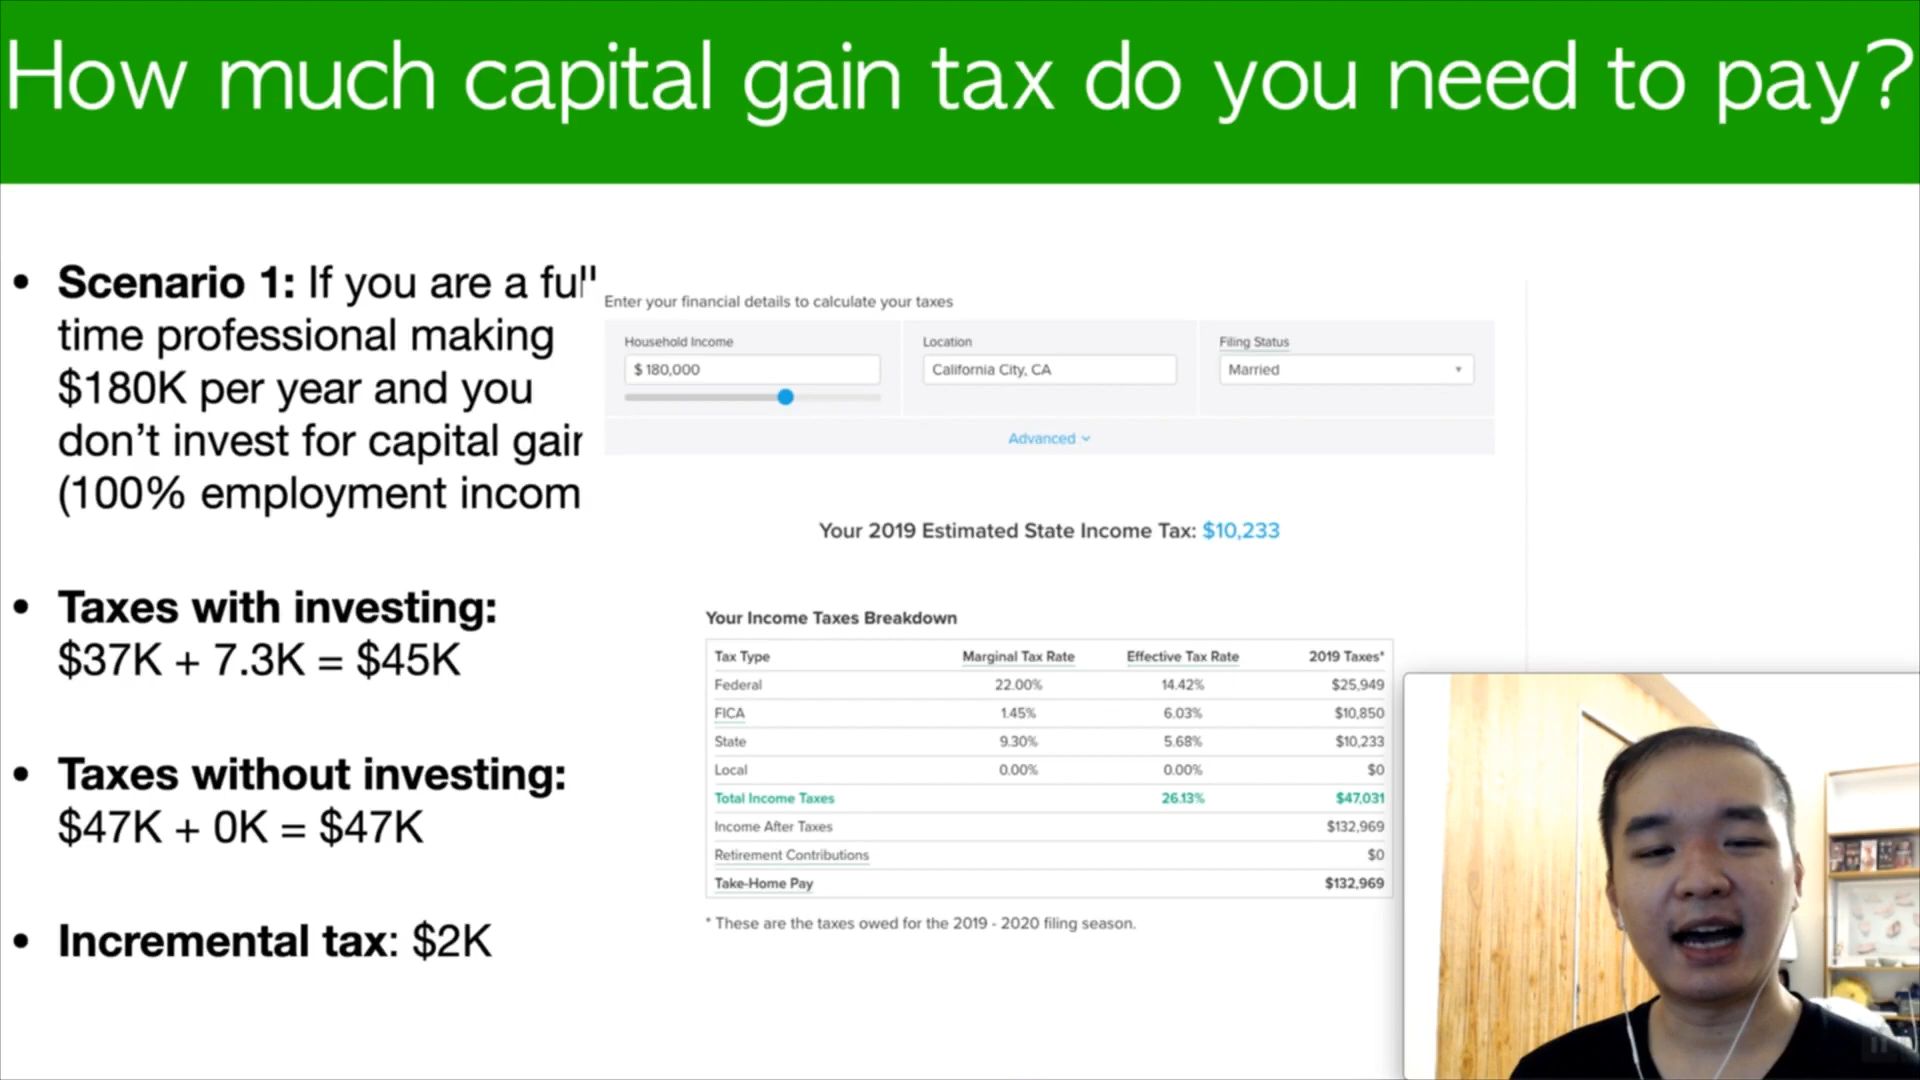 How much capital gain tax do you need to pay?
• Scenario 1: If you are a full
time professional making
$180K per year and you
don’t invest for capital gain
(100% employment incom
• Taxes with investing:
$37K + 7.3K = $45K
• Taxes without investing:
$47K + 0K = $47K
• Incremental tax: $2K
Enter your financial details to calculate your taxes
Household Income Location Filing Status
$ 180,000 California City, CA Married
Advanced
Your 2019 Estimated State Income Tax: $10,233
Your Income Taxes Breakdown
Tax Type Marginal Tax Rate Effective Tax Rate 2019 Taxes*
Federal 22.00% 14.42% $25,949
FICA 1.45% 6.03% $10,850
State 9.30% 5.68% $10,233
Local 0.00% 0.00% $0
Total Income Taxes 26.13% $47,031
Income After Taxes $132,969
Retirement Contributions $0
Take-Home Pay $132,969
* These are the taxes owed for the 2019 - 2020 filing season.